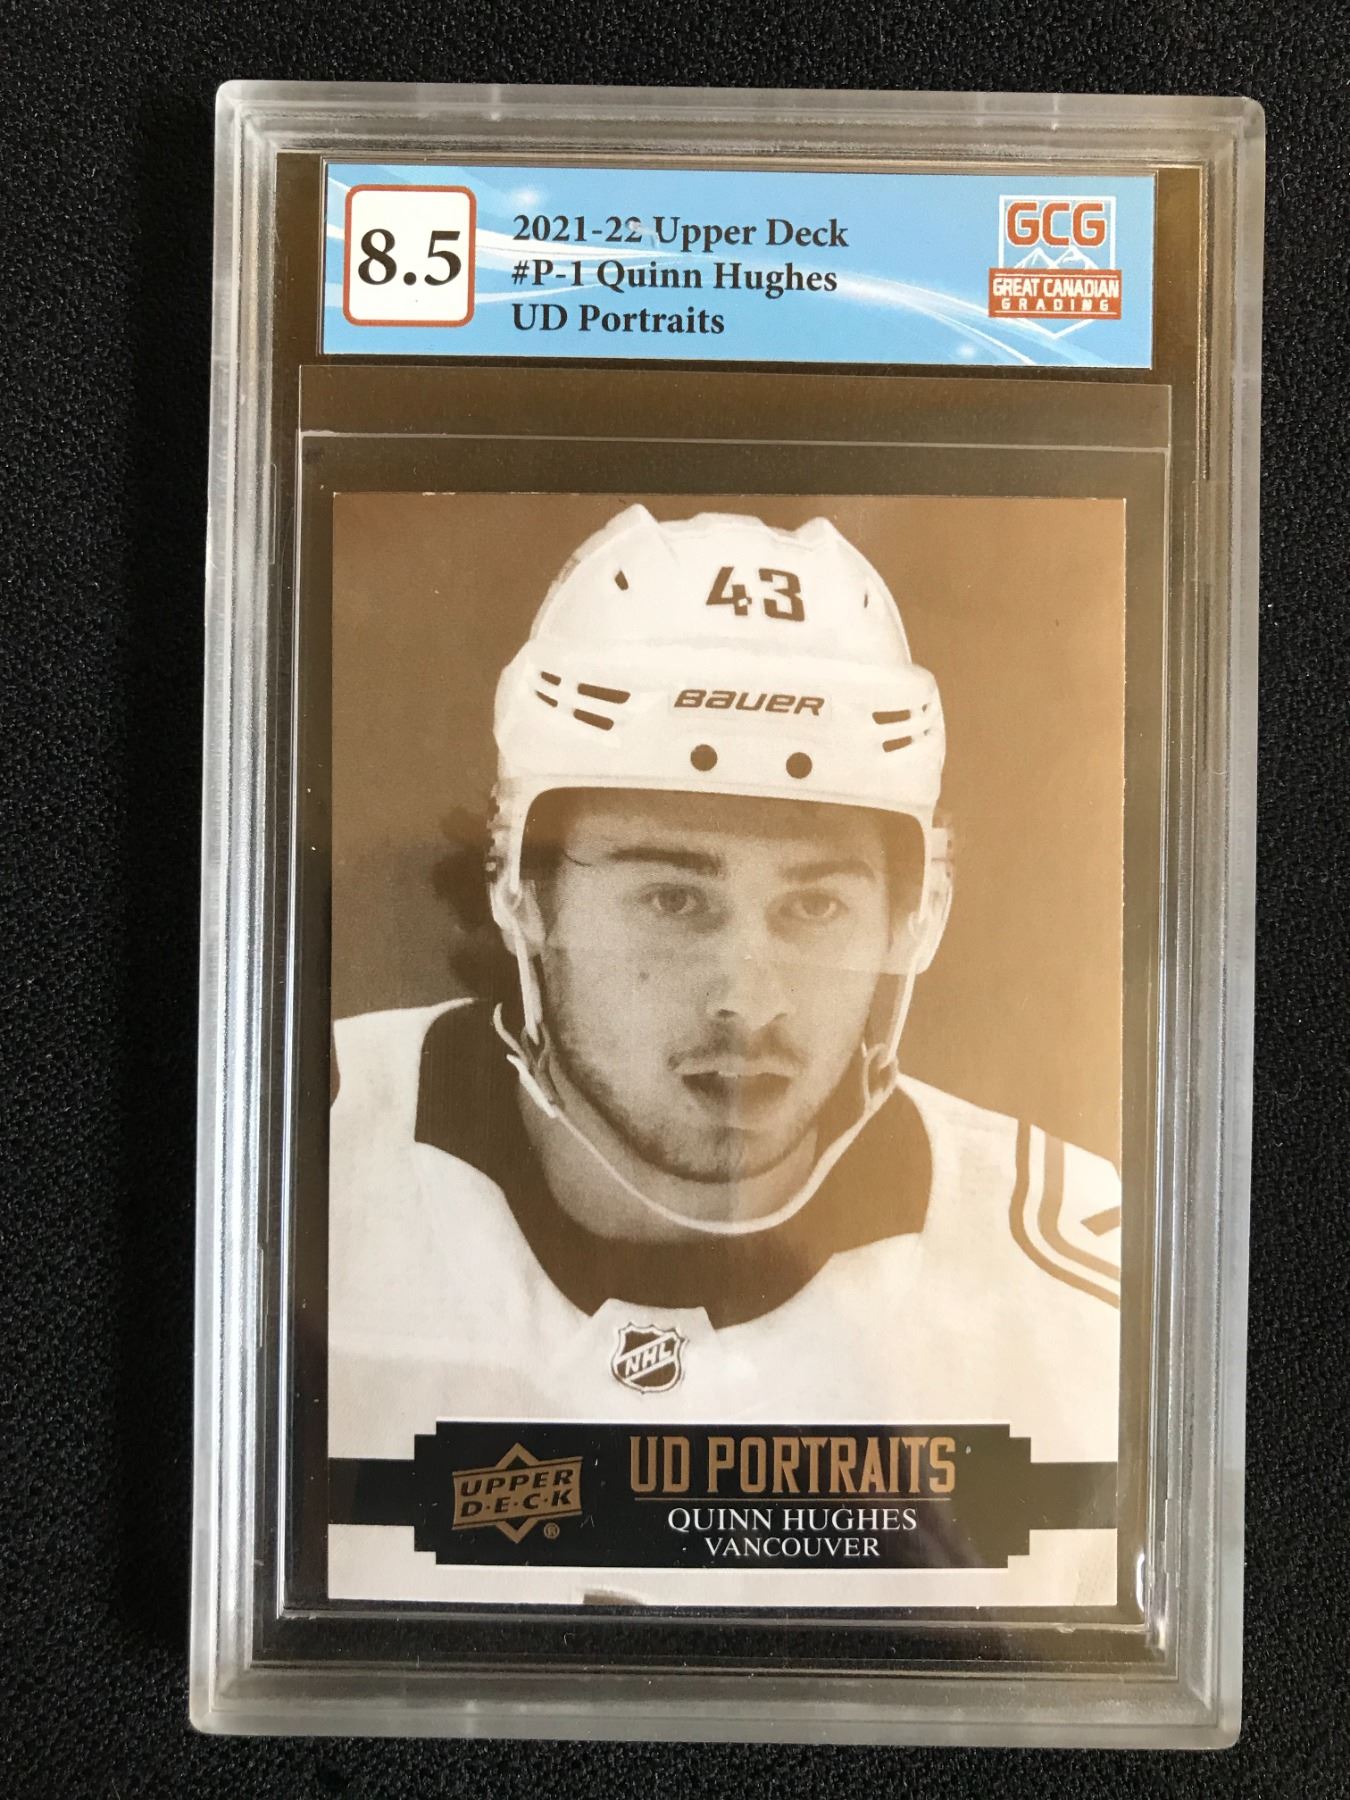 8.5
2021-22 Upper Deck
#P-1 Quinn Hughes
UD Portraits
GCG
GREAT CANADIAN
GRADING
43
BAUER
NHL
UPPER
D·E·C·K
®
UD PORTRAITS
QUINN HUGHES
VANCOUVER